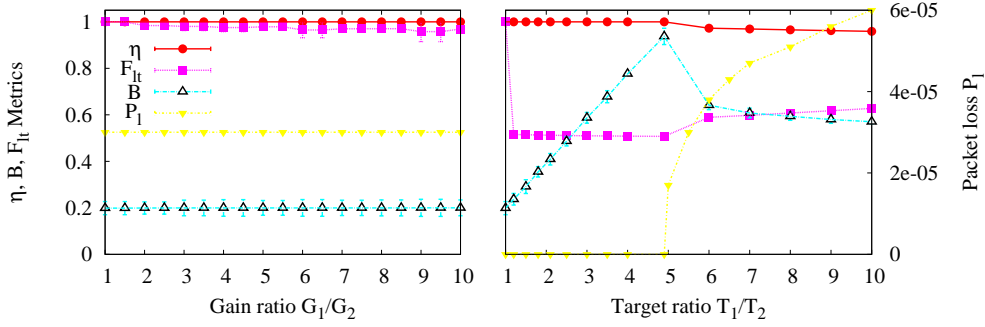 η, B, F_lt Metrics
1
0.8
0.6
0.4
0.2
0
η
F_lt
B
P_l
1 2 3 4 5 6 7 8 9 10
Gain ratio G_1/G_2
6e-05
4e-05
2e-05
0
Packet loss P_l
1 2 3 4 5 6 7 8 9 10
Target ratio T_1/T_2